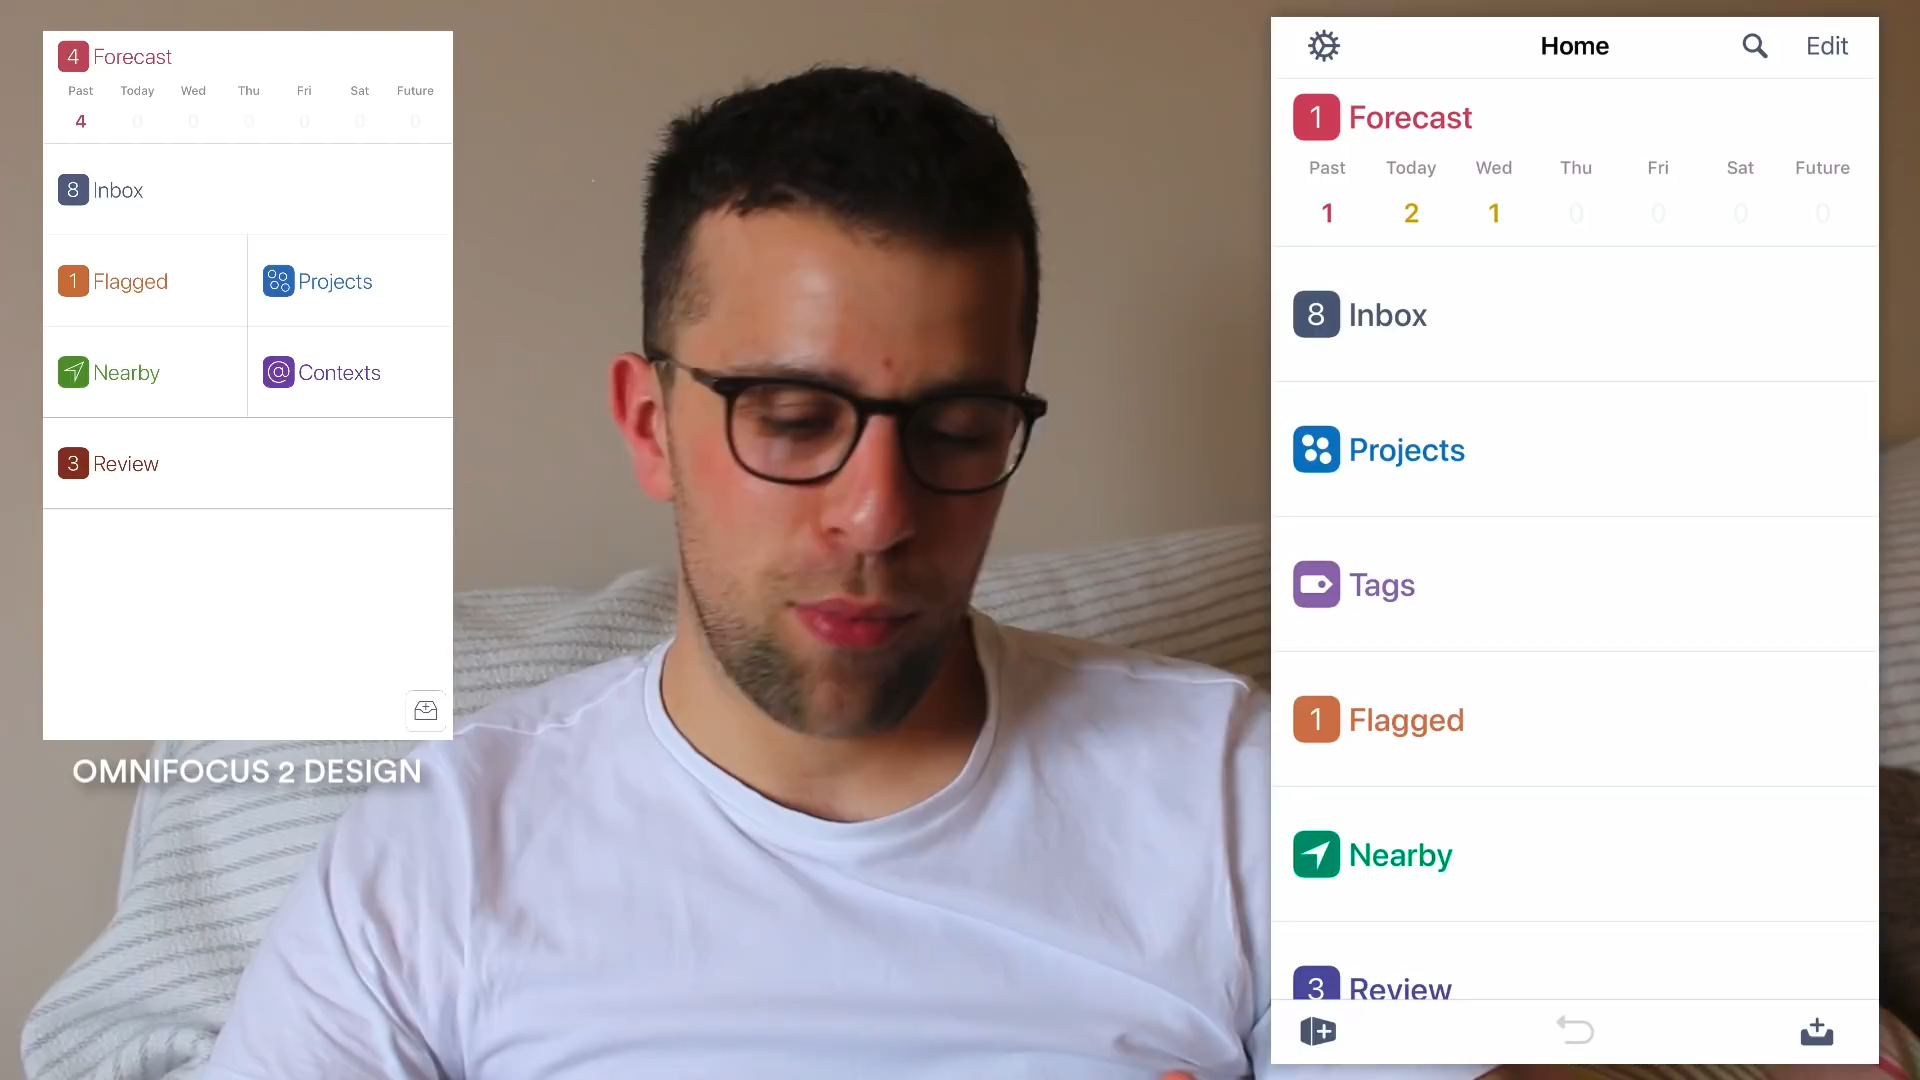 4 Forecast
Past Today Wed Thu Fri Sat Future
4 0 0 0 0 0 0
8 Inbox
1 Flagged Projects
Nearby @ Contexts
3 Review
OMNIFOCUS 2 DESIGN
Home Edit
1 Forecast
Past Today Wed Thu Fri Sat Future
1 2 1 0 0 0 0
8 Inbox
Projects
Tags
1 Flagged
Nearby
3 Review